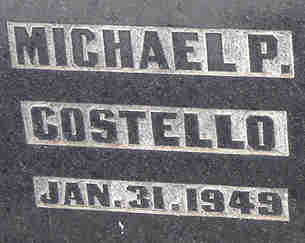 MICHAEL P.
COSTELLO
JAN. 31. 1949